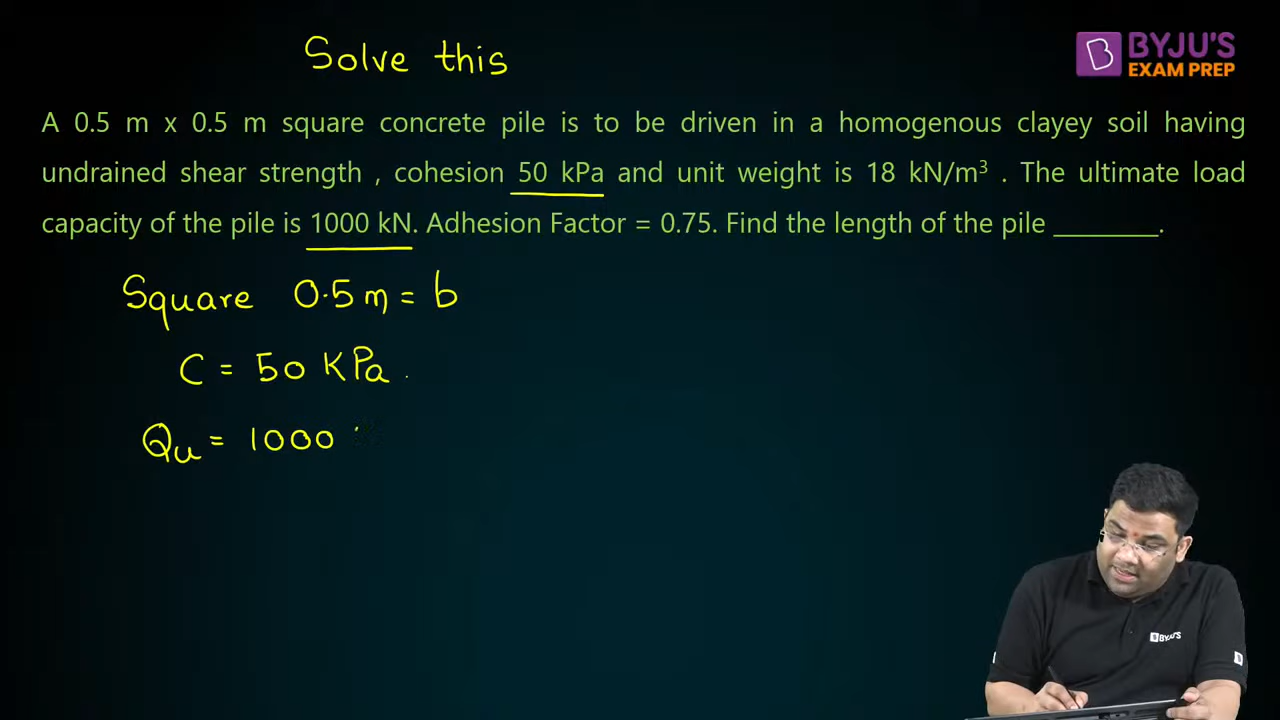 Solve this
BYJU'S
EXAM PREP
A 0.5 m x 0.5 m square concrete pile is to be driven in a homogenous clayey soil having
undrained shear strength , cohesion 50 kPa and unit weight is 18 kN/m³ . The ultimate load
capacity of the pile is 1000 kN. Adhesion Factor = 0.75. Find the length of the pile ________.
Square 0.5 m = b
C = 50 KPa .
Qu = 1000
BYJU'S